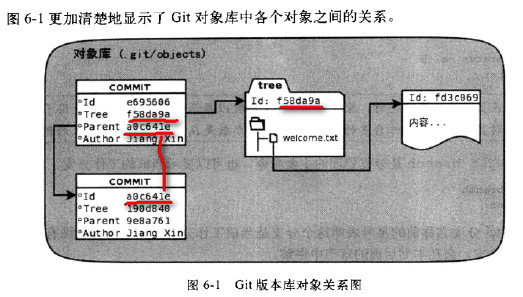 图 6-1 更加清楚地显示了 Git 对象库中各个对象之间的关系。
对象库 (.git/objects)
COMMIT
Id e695606
Tree f58da9a
Parent a0c641e
Author Jiang Xin
tree
Id: f58da9a
welcome.txt
Id: fd3c069
内容...
COMMIT
Id a0c641e
Tree 190d840
Parent 9e8a761
Author Jiang Xin
图 6-1 Git 版本库对象关系图